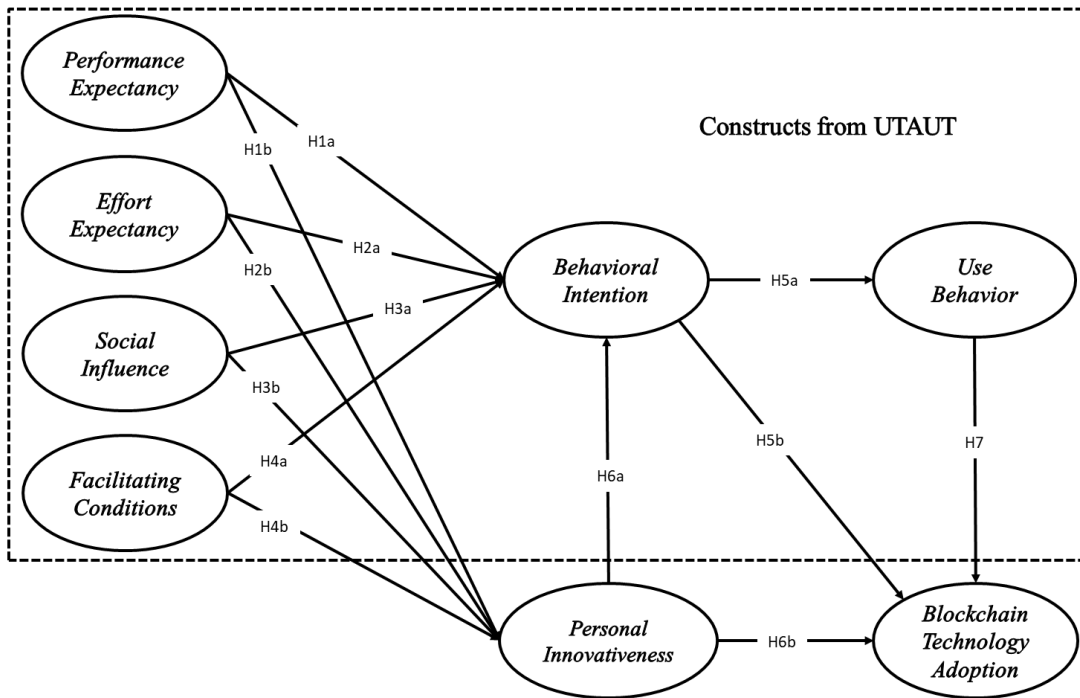 Performance
Expectancy
Constructs from UTAUT
H1a
H1b
Effort
Expectancy
H2a
H2b
Behavioral
Intention
H5a
Use
Behavior
H3a
Social
Influence
H3b
H5b
H7
H4a
H6a
Facilitating
Conditions
H4b
Personal
Innovativeness
H6b
Blockchain
Technology
Adoption